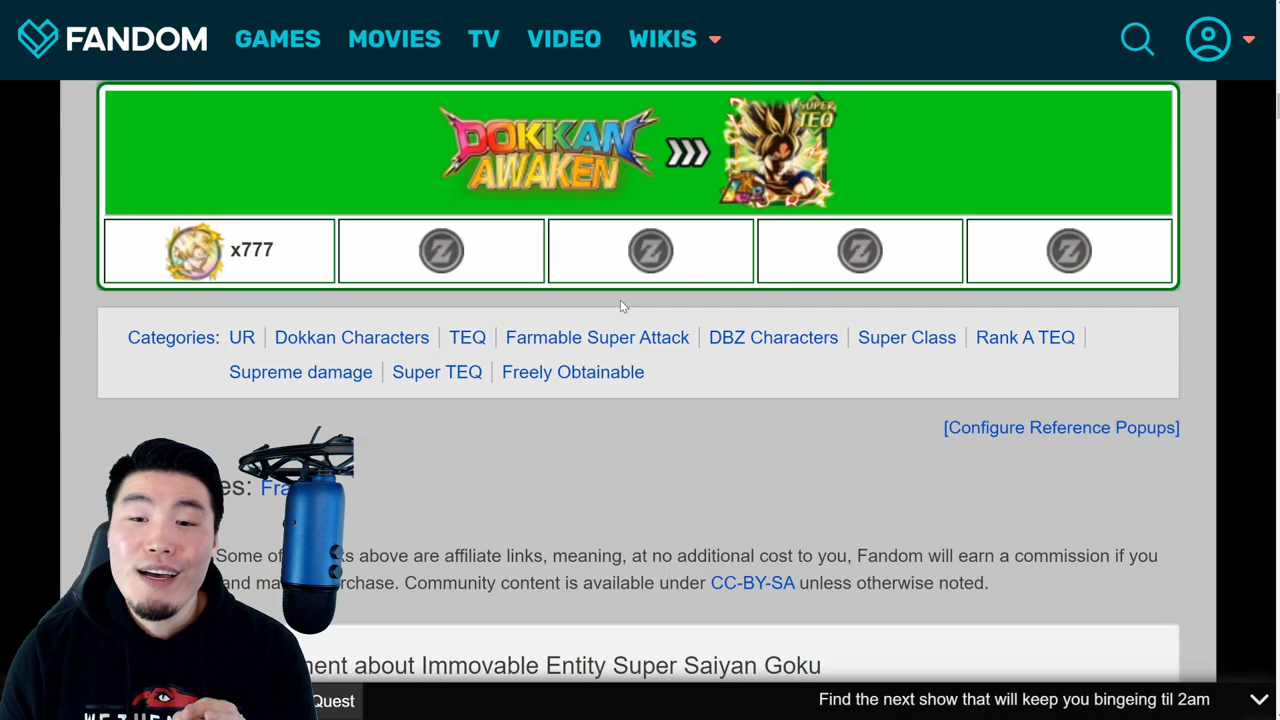 FANDOM GAMES MOVIES TV VIDEO WIKIS
DOKKAN
AWAKEN
SUPER
TEQ
x777
Z Z Z Z
Categories: UR Dokkan Characters TEQ Farmable Super Attack DBZ Characters Super Class Rank A TEQ
Supreme damage Super TEQ Freely Obtainable
[Configure Reference Popups]
es: Fra
Some of s above are affiliate links, meaning, at no additional cost to you, Fandom will earn a commission if you
and ma rchase. Community content is available under CC-BY-SA unless otherwise noted.
ment about Immovable Entity Super Saiyan Goku
Quest
Find the next show that will keep you bingeing til 2am